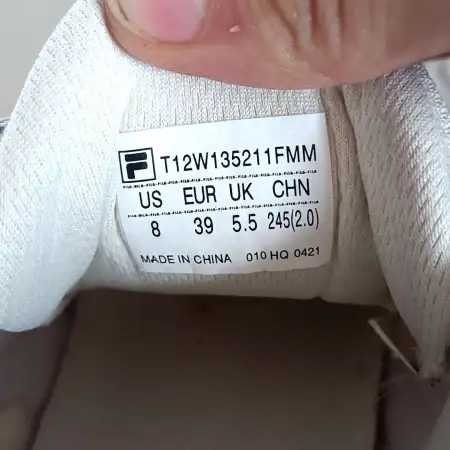 F T12W135211FMM
US EUR UK CHN
8 39 5.5 245(2.0)
MADE IN CHINA 010 HQ 0421